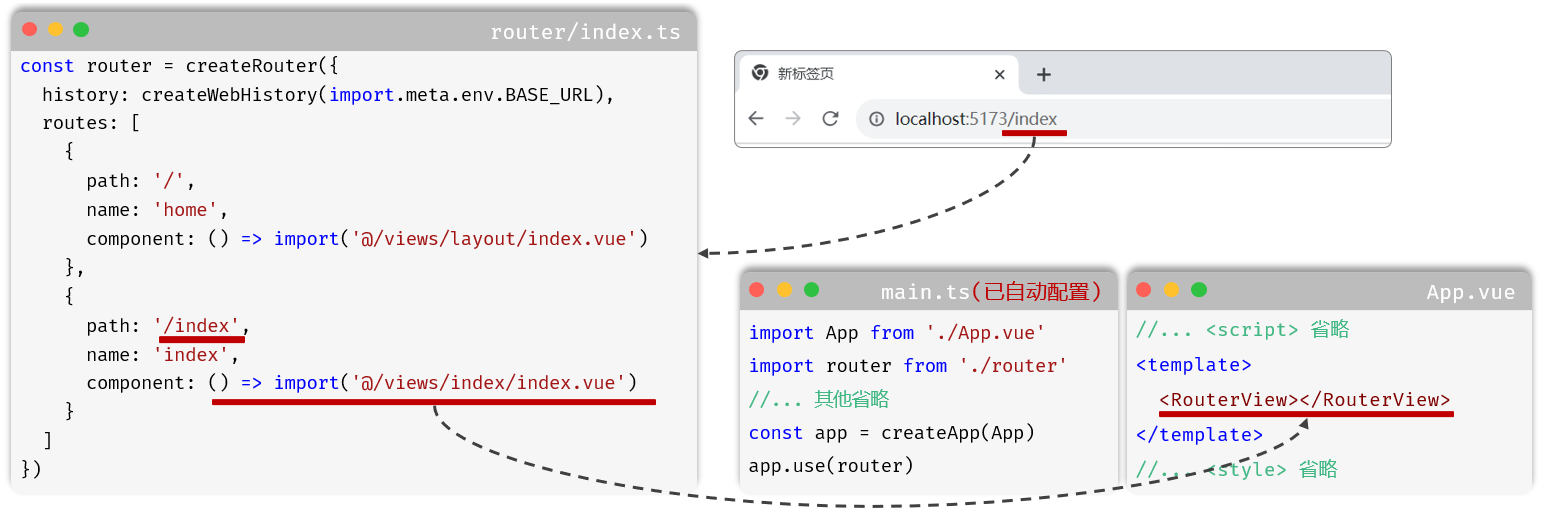 router/index.ts
const router = createRouter({
  history: createWebHistory(import.meta.env.BASE_URL),
  routes: [
    {
      path: '/',
      name: 'home',
      component: () => import('@/views/layout/index.vue')
    },
    {
      path: '/index',
      name: 'index',
      component: () => import('@/views/index/index.vue')
    }
  ]
})
新标签页
localhost:5173/index
main.ts(已自动配置)
import App from './App.vue'
import router from './router'
//... 其他省略
const app = createApp(App)
app.use(router)
App.vue
//... <script> 省略
<template>
  <RouterView></RouterView>
</template>
//... <style> 省略